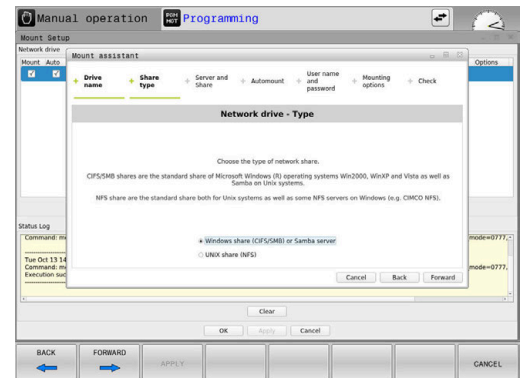 Manual operation
PGM MGT
Programming
Mount Setup
Network drive
Mount Auto
Options
Mount assistant
Drive name
Share type
Server and Share
Automount
User name and password
Mounting options
Check
Network drive - Type
Choose the type of network share.
CIFS/SMB shares are the standard share of Microsoft Windows (R) operating systems Win2000, WinXP and Vista as well as
Samba on Unix systems.
NFS share are the standard share both for Unix systems as well as some NFS servers on Windows (e.g. CIMCO NFS).
Windows share (CIFS/SMB) or Samba server
UNIX share (NFS)
Cancel Back Forward
Status Log
Command: m
mode=0777,
Tue Oct 13 14
Command: m
mode=0777,
Execution suc
Clear
OK Apply Cancel
BACK FORWARD APPLY CANCEL